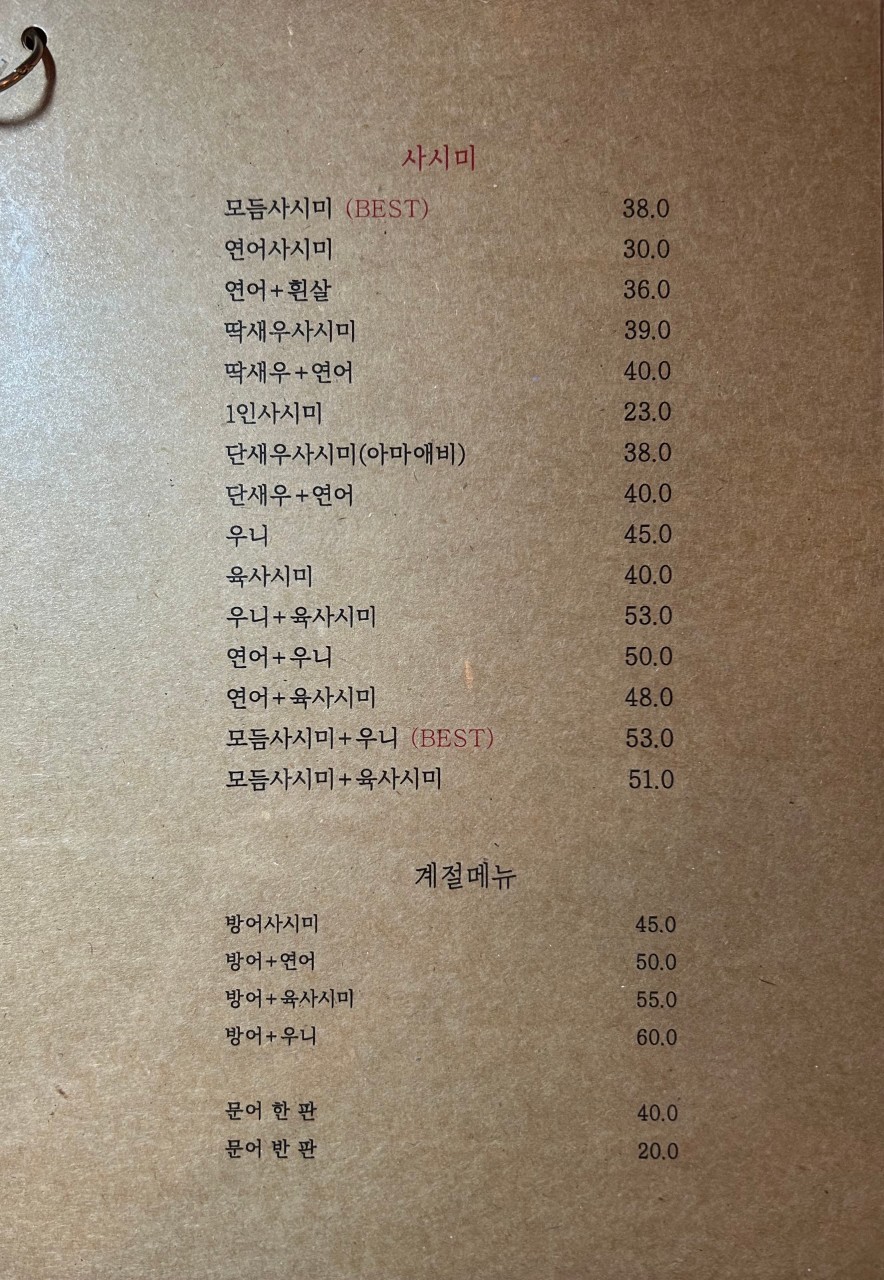 사시미
모듬사시미 (BEST) 38.0
연어사시미 30.0
연어+흰살 36.0
딱새우사시미 39.0
딱새우+연어 40.0
1인사시미 23.0
단새우사시미(아마애비) 38.0
단새우+연어 40.0
우니 45.0
육사시미 40.0
우니+육사시미 53.0
연어+우니 50.0
연어+육사시미 48.0
모듬사시미+우니 (BEST) 53.0
모듬사시미+육사시미 51.0
계절메뉴
방어사시미 45.0
방어+연어 50.0
방어+육사시미 55.0
방어+우니 60.0
문어 한 판 40.0
문어 반 판 20.0